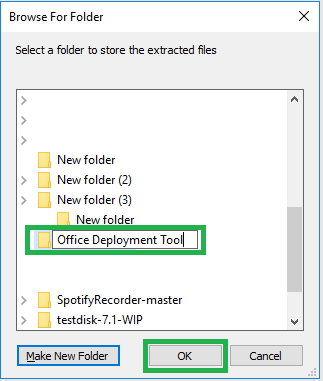 Browse For Folder
Select a folder to store the extracted files
New folder
New folder (2)
New folder (3)
New folder
Office Deployment Tool
SpotifyRecorder-master
testdisk-7.1-WIP
Make New Folder OK Cancel